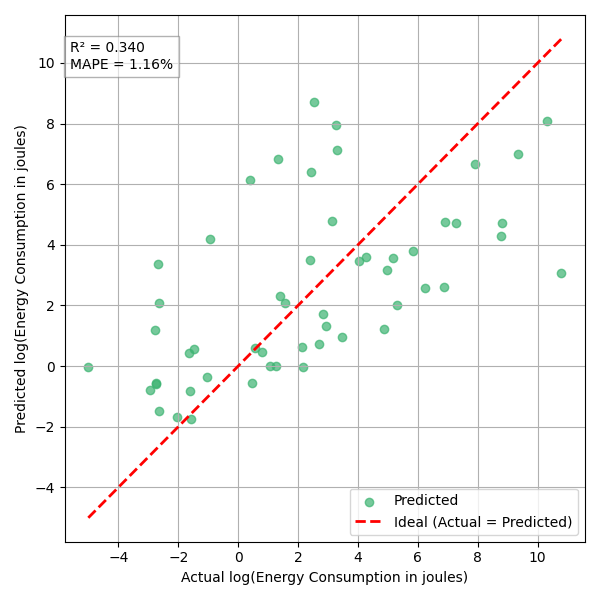 R² = 0.340
MAPE = 1.16%
10
8
6
4
2
0
−2
−4
Predicted log(Energy Consumption in joules)
Predicted
Ideal (Actual = Predicted)
−4 −2 0 2 4 6 8 10
Actual log(Energy Consumption in joules)